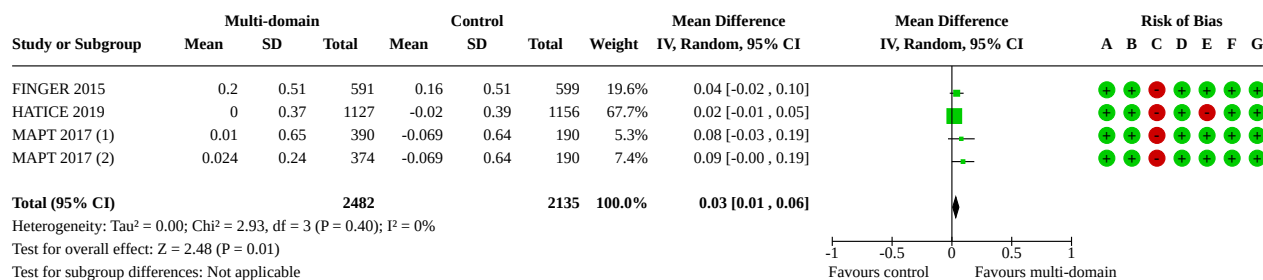 Multi-domain Control Mean Difference Mean Difference Risk of Bias
Study or Subgroup Mean SD Total Mean SD Total Weight IV, Random, 95% CI IV, Random, 95% CI A B C D E F G
FINGER 2015 0.2 0.51 591 0.16 0.51 599 19.6% 0.04 [-0.02 , 0.10] + + - + + + +
HATICE 2019 0 0.37 1127 -0.02 0.39 1156 67.7% 0.02 [-0.01 , 0.05] + + - + - + +
MAPT 2017 (1) 0.01 0.65 390 -0.069 0.64 190 5.3% 0.08 [-0.03 , 0.19] + + - + + + +
MAPT 2017 (2) 0.024 0.24 374 -0.069 0.64 190 7.4% 0.09 [-0.00 , 0.19] + + - + + + +
Total (95% CI) 2482 2135 100.0% 0.03 [0.01 , 0.06]
Heterogeneity: Tau² = 0.00; Chi² = 2.93, df = 3 (P = 0.40); I² = 0%
Test for overall effect: Z = 2.48 (P = 0.01) -1 -0.5 0 0.5 1
Test for subgroup differences: Not applicable Favours control Favours multi-domain